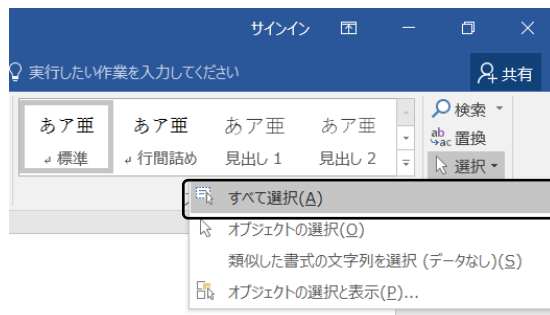 サインイン
実行したい作業を入力してください
共有
あア亜 あア亜 あア亜 あア亜
標準 行間詰め 見出し 1 見出し 2
検索
置換
選択
すべて選択(A)
オブジェクトの選択(O)
類似した書式の文字列を選択 (データなし)(S)
オブジェクトの選択と表示(P)...